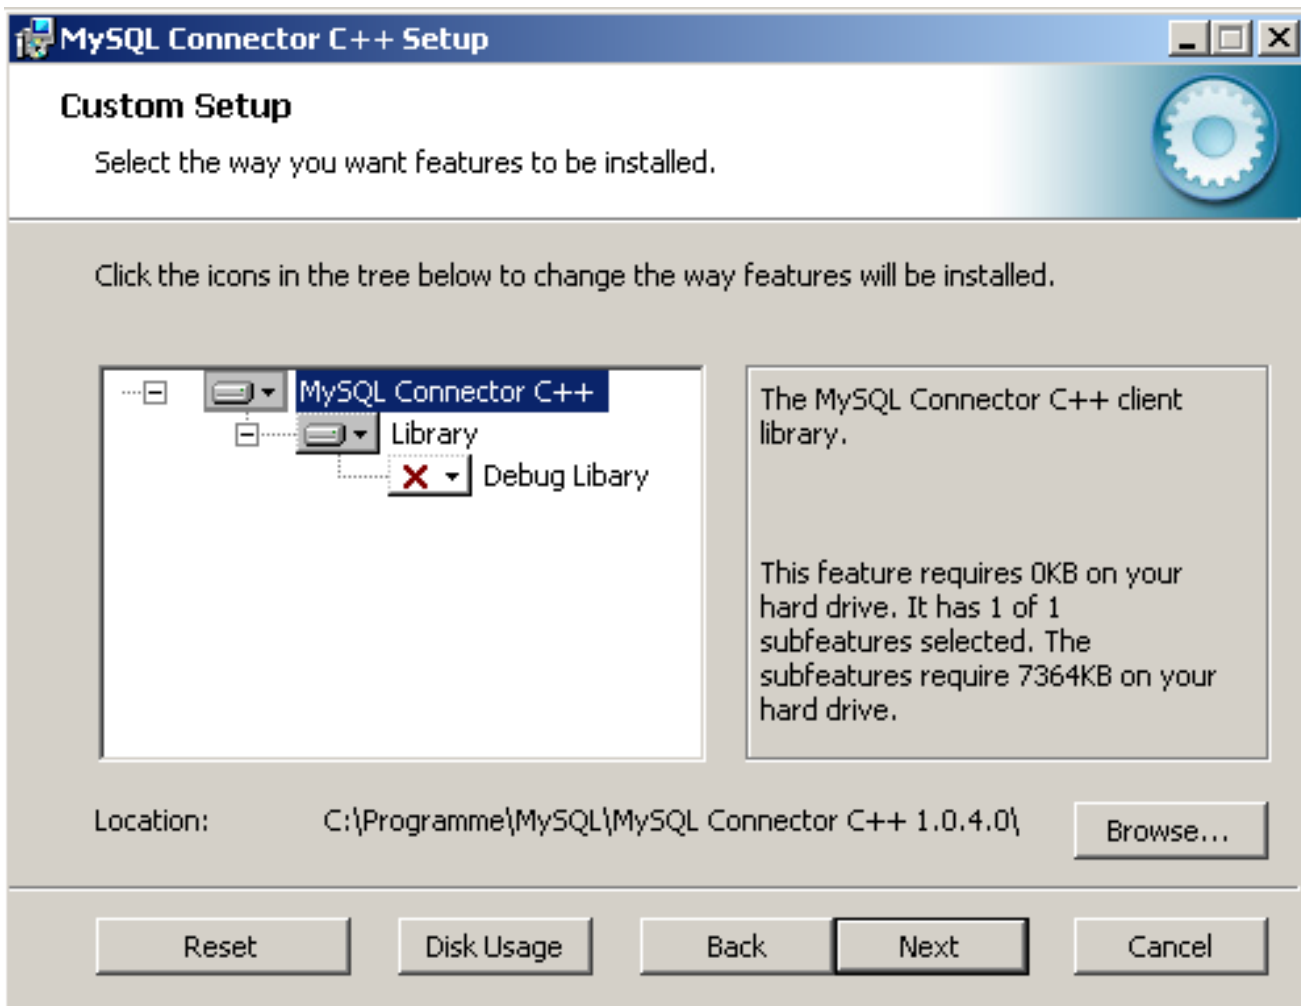 MySQL Connector C++ Setup
Custom Setup
Select the way you want features to be installed.
Click the icons in the tree below to change the way features will be installed.
MySQL Connector C++
Library
Debug Libary
The MySQL Connector C++ client
library.
This feature requires 0KB on your
hard drive. It has 1 of 1
subfeatures selected. The
subfeatures require 7364KB on your
hard drive.
Location: C:\Programme\MySQL\MySQL Connector C++ 1.0.4.0\
Browse...
Reset Disk Usage Back Next Cancel